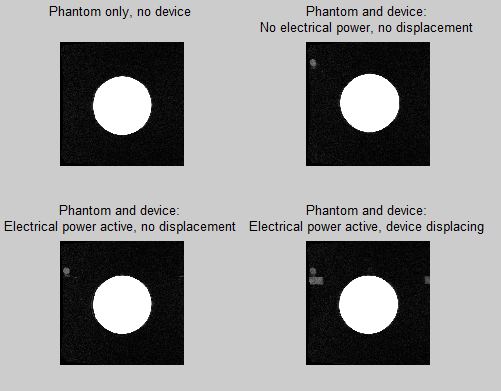 Phantom only, no device
Phantom and device:
No electrical power, no displacement
Phantom and device:
Electrical power active, no displacement
Phantom and device:
Electrical power active, device displacing